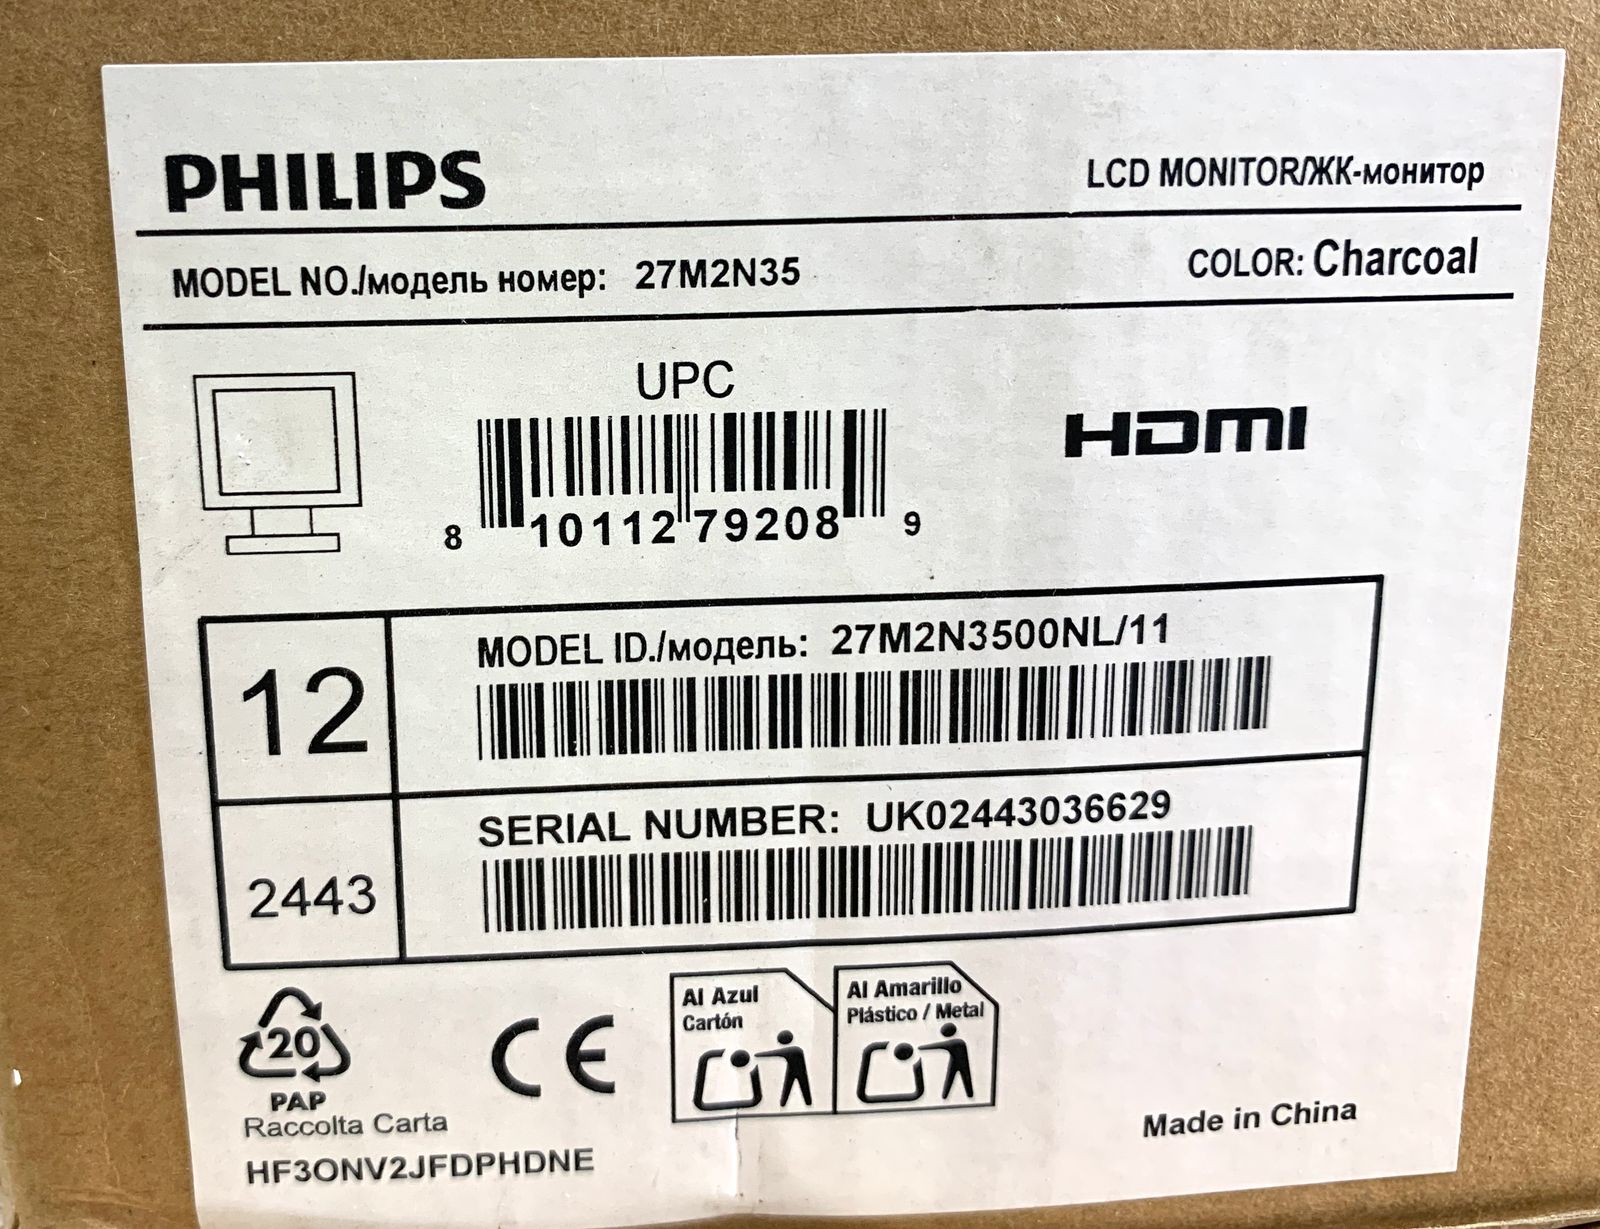 PHILIPS
LCD MONITOR/ЖК-монитор
MODEL NO./модель номер: 27M2N35
COLOR: Charcoal
UPC
8 10112 79208 9
HDMI
12
MODEL ID./модель: 27M2N3500NL/11
2443
SERIAL NUMBER: UK02443036629
20
PAP
Raccolta Carta
HF3ONV2JFDPHDNE
CE
Al Azul
Cartón
Al Amarillo
Plástico / Metal
Made in China